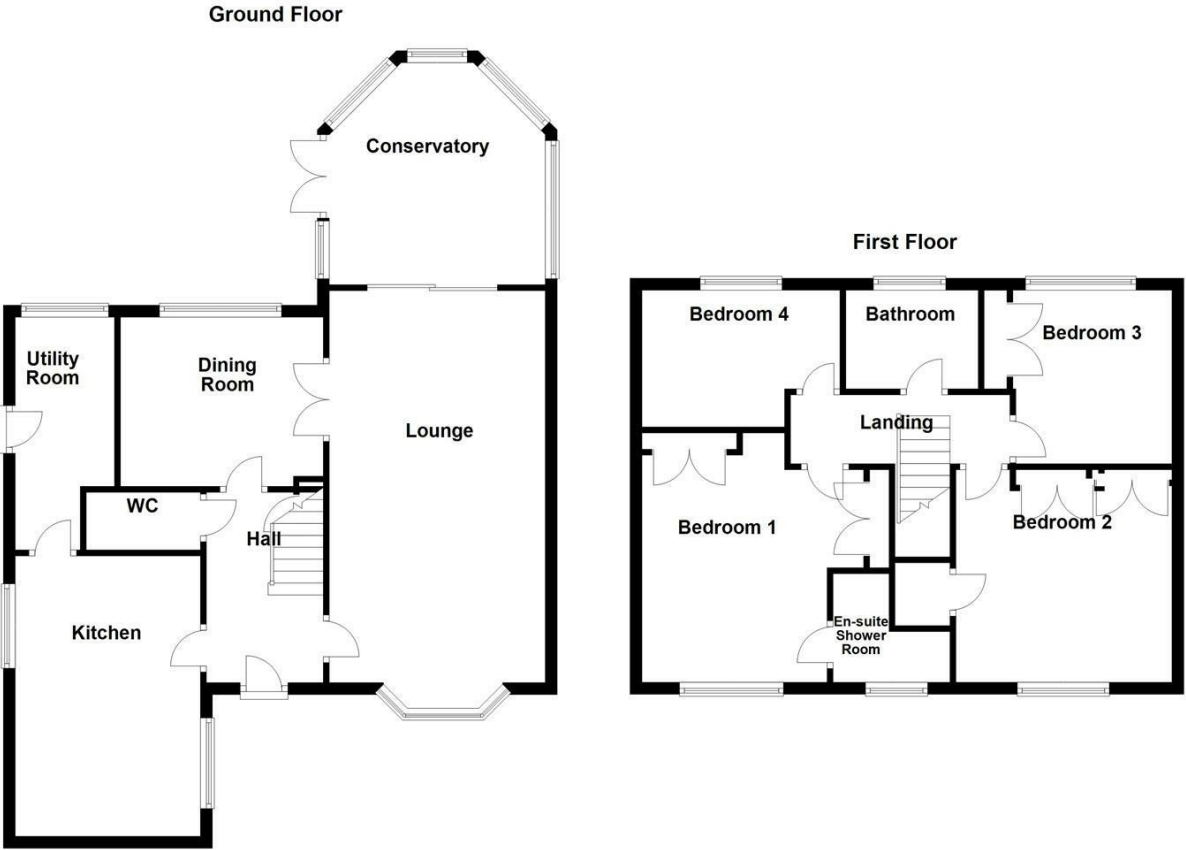 Ground Floor
Conservatory
Utility
Room
Dining
Room
Lounge
WC
Hall
Kitchen
First Floor
Bedroom 4
Bathroom
Bedroom 3
Landing
Bedroom 1
Bedroom 2
En-suite
Shower
Room